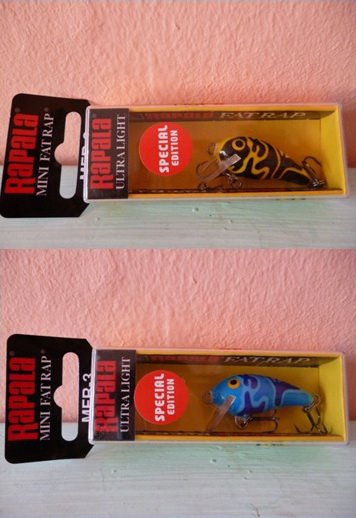 Rapala
MINI FAT RAP®
Rapala
ULTRA LIGHT
SPECIAL
EDITION
Rapala FAT RAP
Rapala
MINI FAT RAP®
MFR-3
Rapala
ULTRA LIGHT
SPECIAL
EDITION
FAT RAP